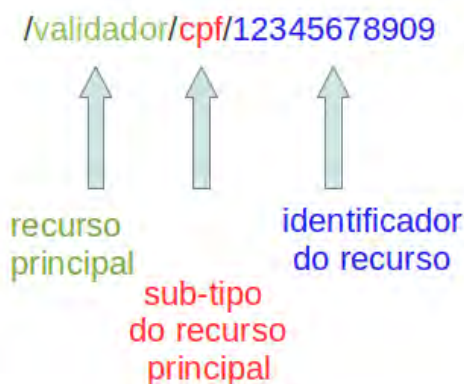 /validador/cpf/12345678909
recurso
principal
sub-tipo
do recurso
principal
identificador
do recurso